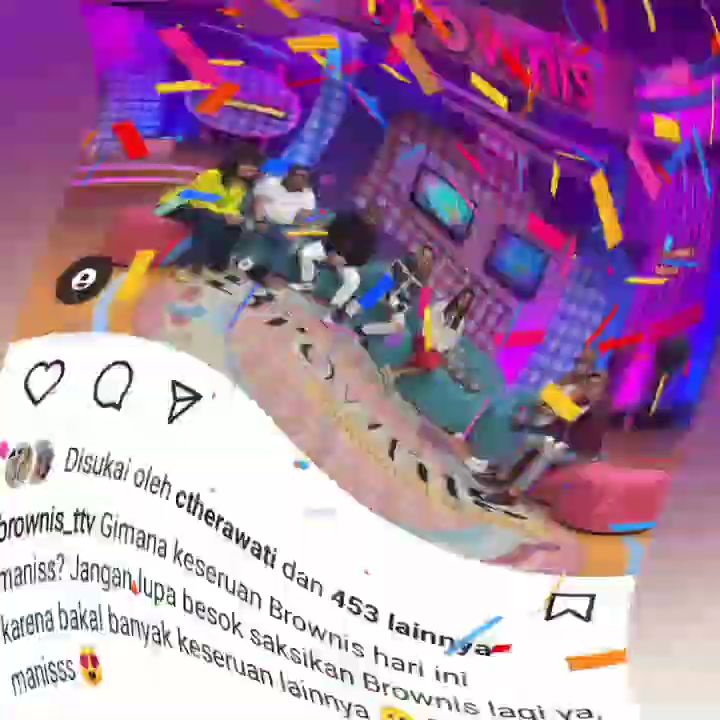 Brownis
Disukai oleh ctherawati dan 453 lainnya
brownis_ttv Gimana keseruan Brownis hari ini
maniss? Jangan lupa besok saksikan Brownis lagi ya,
karena bakal banyak keseruan lainnya 😍
manisss 😍